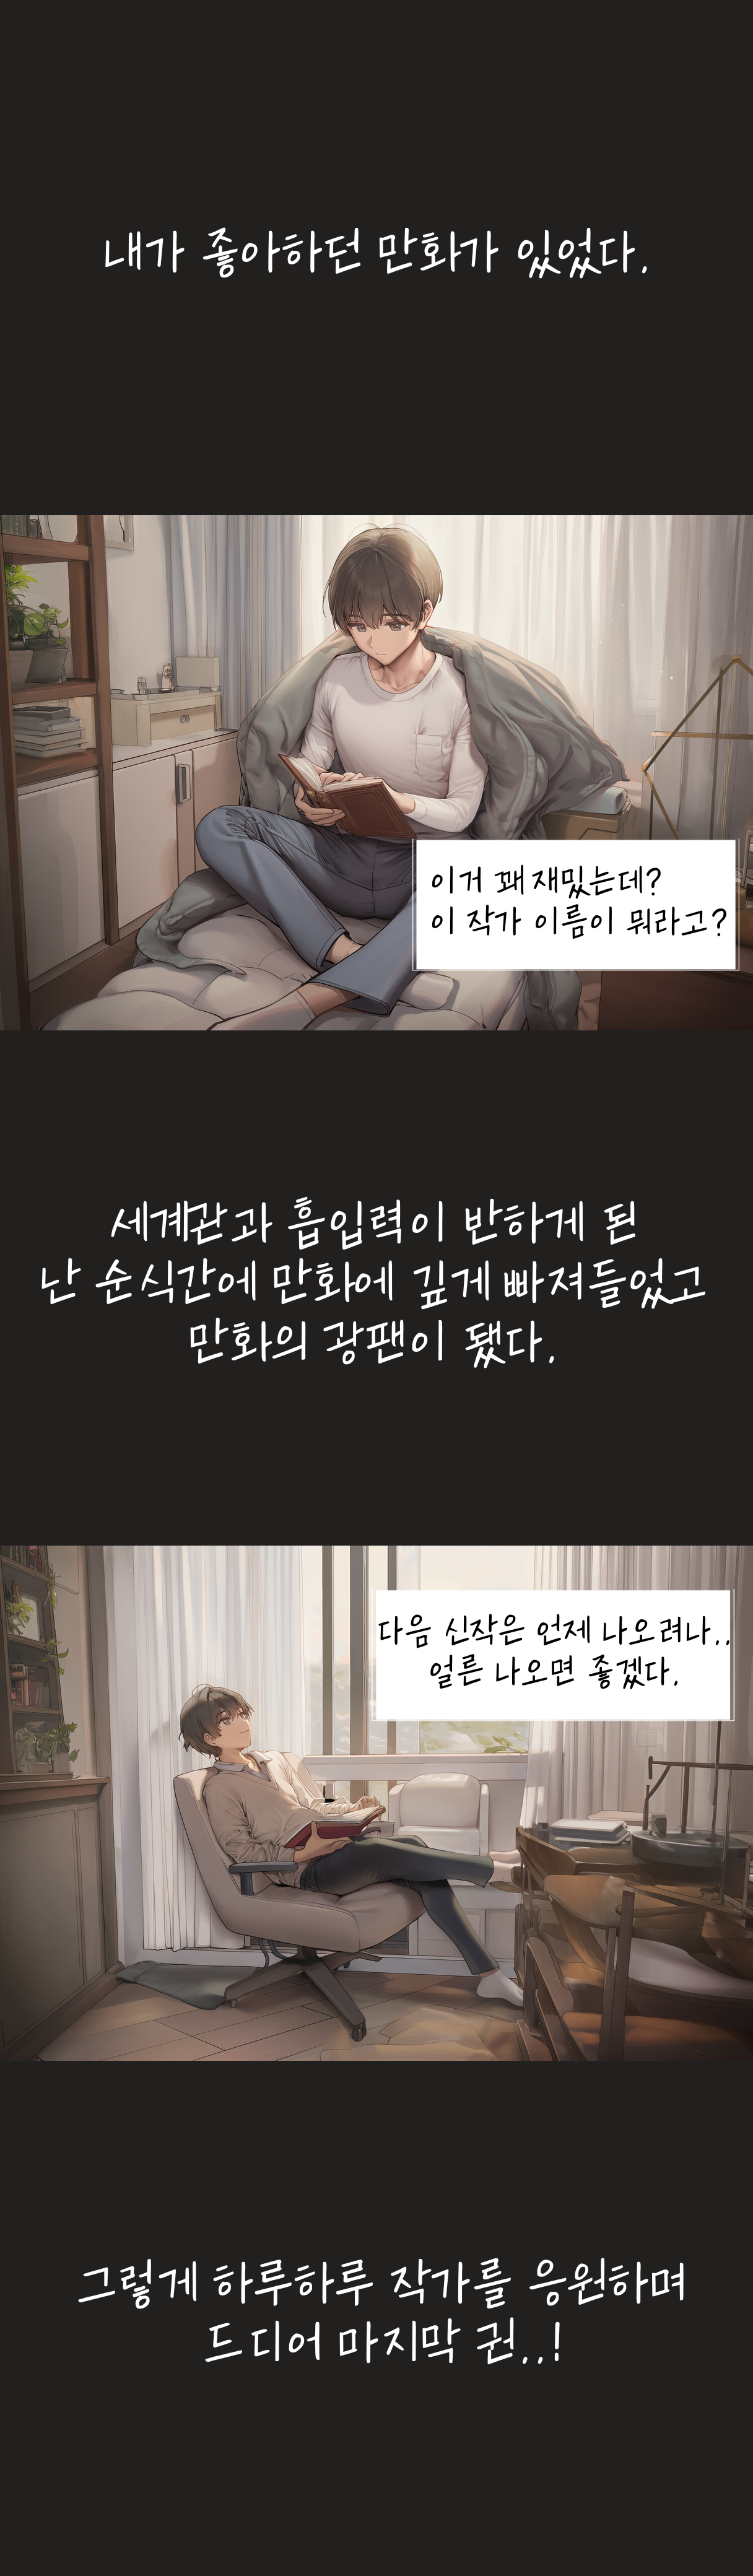 내가 좋아하던 만화가 있었다.
이거 꽤 재밌는데?
이 작가 이름이 뭐라고?
세계관과 흡입력이 반하게 된
난 순식간에 만화에 깊게 빠져들었고
만화의 광팬이 됐다.
다음 신작은 언제 나오려나..
얼른 나오면 좋겠다.
그렇게 하루하루 작가를 응원하며
드디어 마지막 권..!